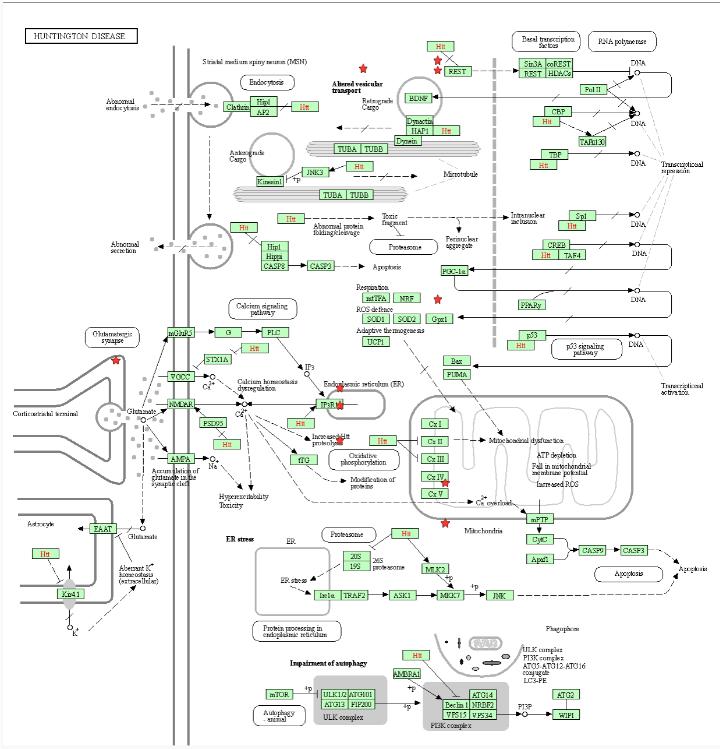 HUNTINGTON DISEASE
Striatal medium spiny neuron (MSN)
Endocytosis
Abnormal
endocytosis
Clathrin
Hip1
AP2
Htt
Altered vesicular
transport
Retrograde
Cargo
BDNF
Dynactin
HAP1
Htt
Dynein
TUBA
TUBB
Anterograde
Cargo
Kinesin1
+p
JNK3
Htt
Microtubule
TUBA
TUBB
Htt
REST
Basal transcription
factors
RNA polymerase
Sin3A
coREST
REST
HDACs
DNA
Pol II
CBP
Htt
DNA
TAFII130
TBP
Htt
DNA
Transcriptional
repression
Htt
Abnormal protein
folding/cleavage
Toxic
fragment
Proteasome
Perinuclear
aggregate
Intranuclear
inclusion
Sp1
Htt
DNA
Abnormal
secretion
Htt
Hip1
Hippi
CASP8
CASP3
Apoptosis
CREB
Htt
TAF4
DNA
PGC-1α
Respiration
mtTFA
NRF
ROS defence
SOD1
SOD2
Gpx1
Adaptive thermogenesis
UCP1
PPARγ
DNA
p53
Htt
DNA
p53 signaling
pathway
Bax
PUMA
Transcriptional
activation
Calcium signaling
pathway
Glutamatergic
synapse
mGluR5
G
PLC
STX1A
Htt
VGCC
Ca2+
Calcium homeostasis
dysregulation
IP3
Endoplasmic reticulum (ER)
Corticostriatal terminal
Glutamate
NMDAR
Ca2+
IP3R1
Htt
PSD95
Htt
AMPA
Na+
Accumulation of
glutamate in the
synaptic cleft
Increased Htt
proteolysis
tTG
Modification of
proteins
Hyperexcitability
Toxicity
Htt
Oxidative
phosphorylation
Cx I
Cx II
Cx III
Cx IV
Cx V
Mitochondrial dysfunction
ATP depletion
Fall in mitochondrial
membrane potential
Increased ROS
Ca2+ overload
mPTP
Mitochondria
CytC
Apaf1
CASP9
CASP3
Apoptosis
Apoptosis
Astrocyte
EAAT
Glutamate
Htt
Kir4.1
K+
Aberrant K+
homeostasis
(extracellular)
ER stress
ER
ER stress
Proteasome
Htt
20S
19S
26S
proteasome
MLK2
+p
Ire1α
TRAF2
ASK1
MKK7
+p
JNK
Protein processing in
endoplasmic reticulum
Phagophore
ULK complex
PI3K complex
ATG5-ATG12-ATG16
conjugate
LC3-PE
Impairment of autophagy
Htt
AMBRA1
mTOR
+p
ULK1/2
ATG101
ATG13
FIP200
ULK complex
+p
+p
ATG14
Beclin 1
NRBF2
VPS15
VPS34
PI3K complex
PI3P
ATG2
WIPI
Autophagy
- animal